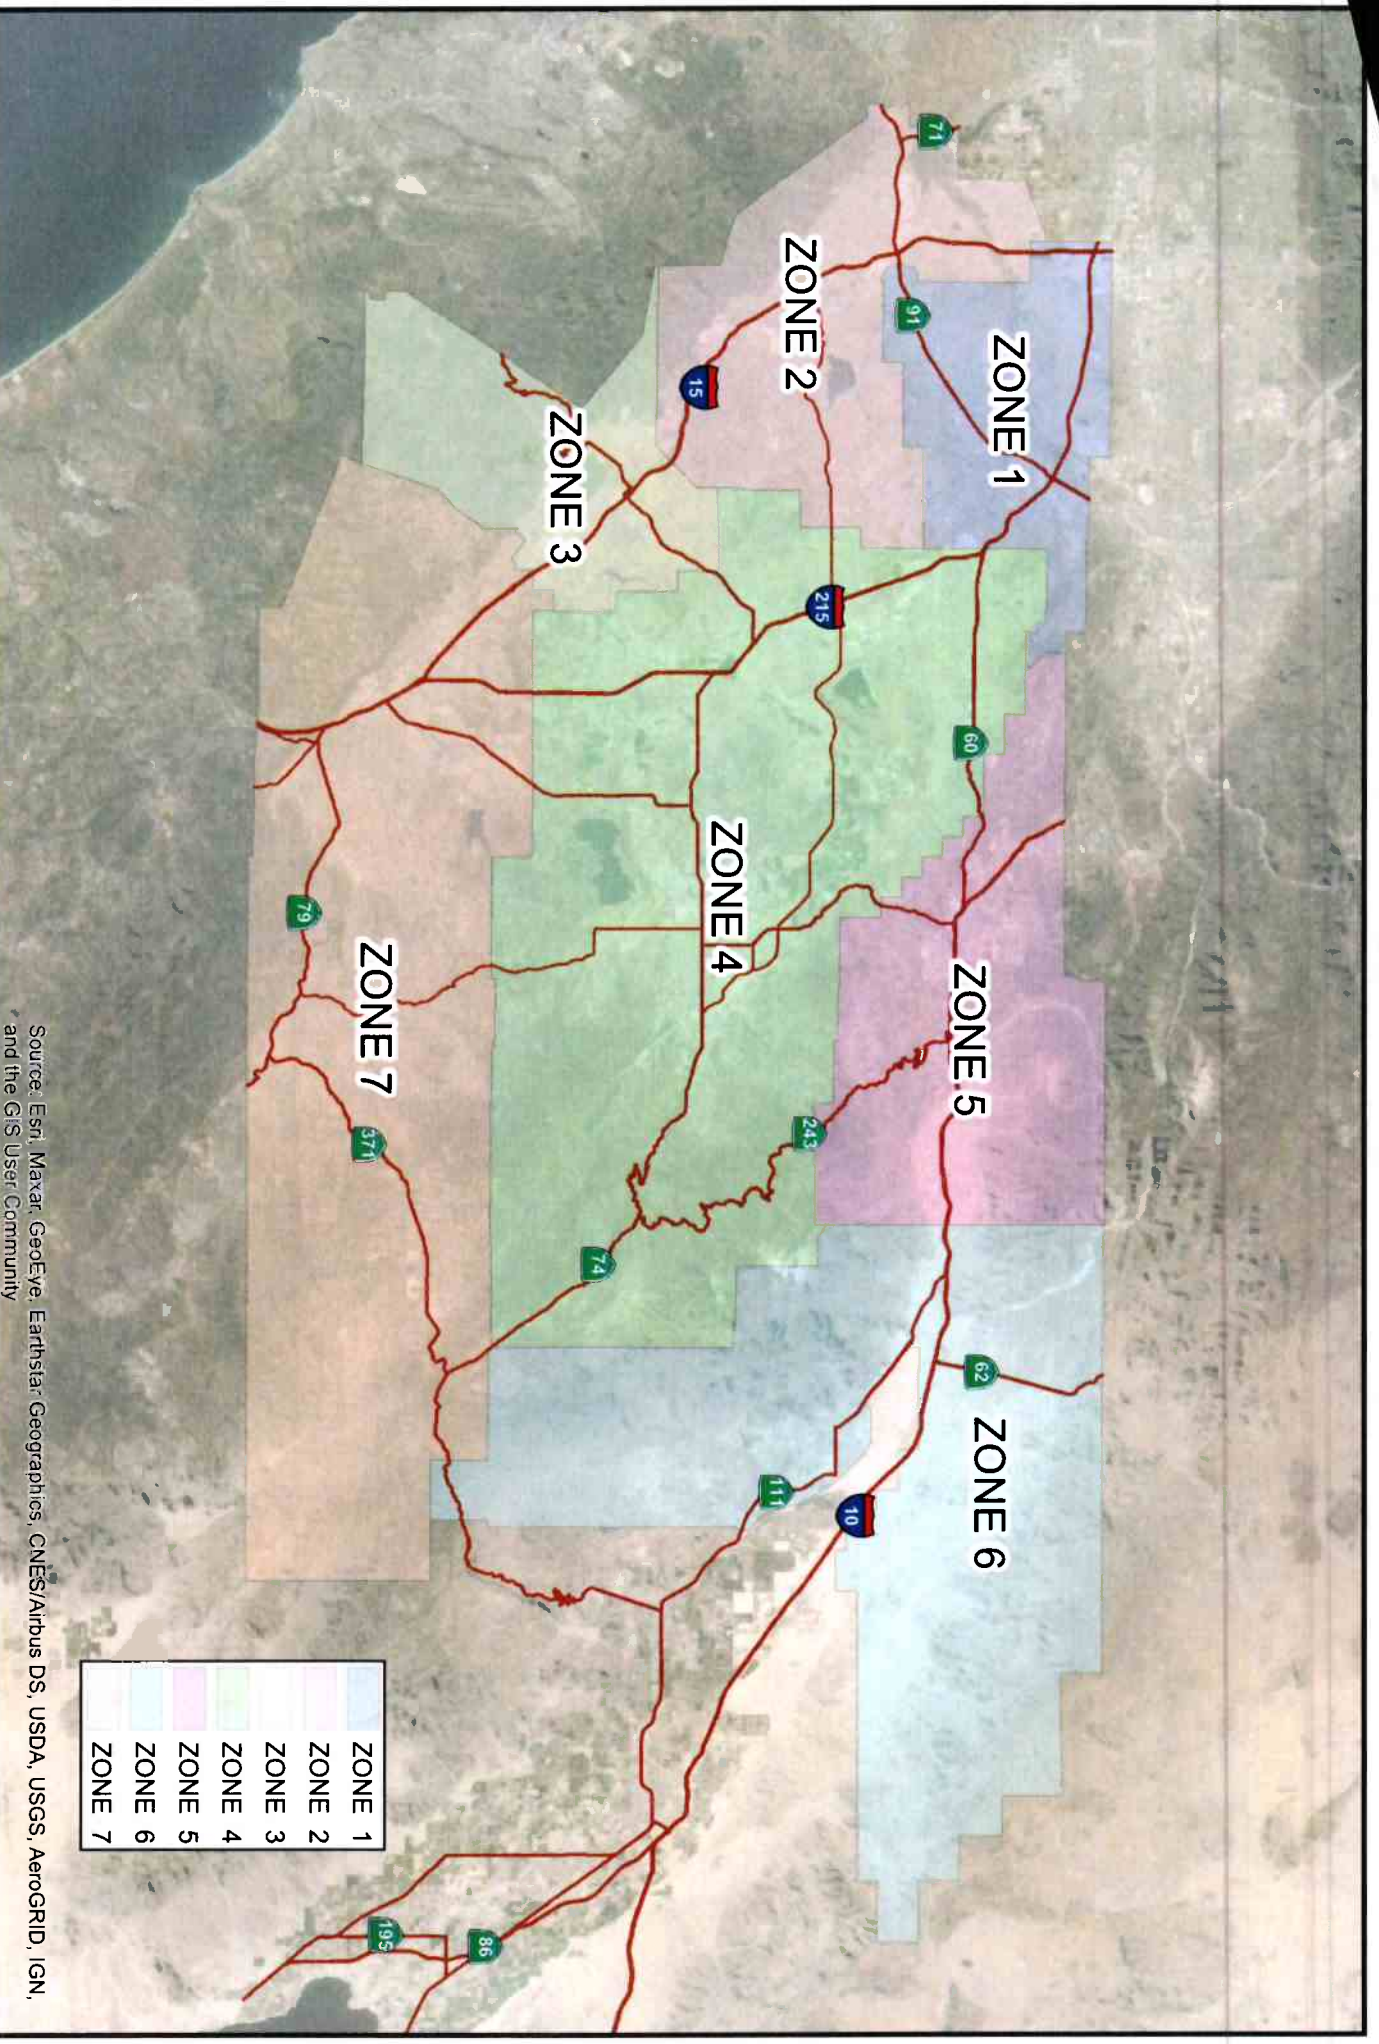 ZONE 1
ZONE 2
ZONE 3
ZONE 4
ZONE 5
ZONE 6
ZONE 7
71
91
15
215
60
79
371
243
74
62
111
10
86
195
ZONE 1
ZONE 2
ZONE 3
ZONE 4
ZONE 5
ZONE 6
ZONE 7
Source: Esri, Maxar, GeoEye, Earthstar Geographics, CNES/Airbus DS, USDA, USGS, AeroGRID, IGN,
and the GIS User Community